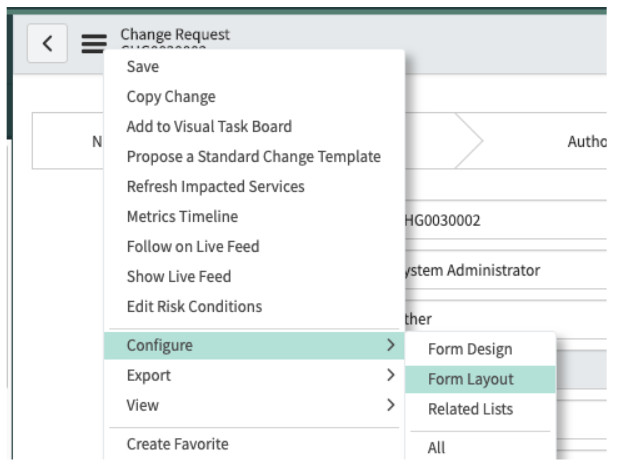 Change Request
CHG0030002
Save
Copy Change
Add to Visual Task Board
Propose a Standard Change Template
Refresh Impacted Services
Metrics Timeline
Follow on Live Feed
Show Live Feed
Edit Risk Conditions
Configure
Export
View
Create Favorite
Form Design
Form Layout
Related Lists
All
N
Autho
HG0030002
ystem Administrator
ther